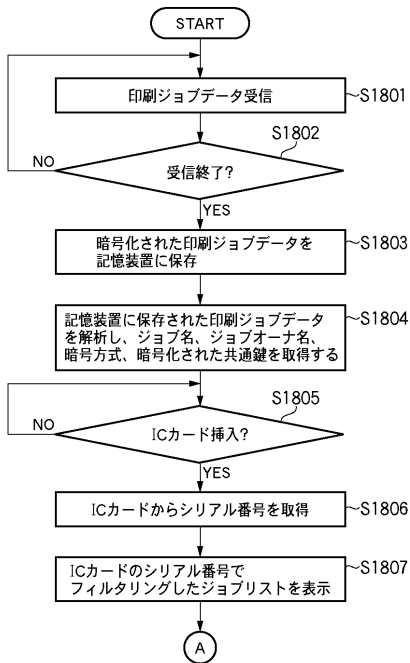 START
印刷ジョブデータ受信
S1801
S1802
受信終了?
NO
YES
暗号化された印刷ジョブデータを
記憶装置に保存
S1803
記憶装置に保存された印刷ジョブデータ
を解析し、ジョブ名、ジョブオーナ名、
暗号方式、暗号化された共通鍵を取得する
S1804
S1805
ICカード挿入?
NO
YES
ICカードからシリアル番号を取得
S1806
ICカードのシリアル番号で
フィルタリングしたジョブリストを表示
S1807
A